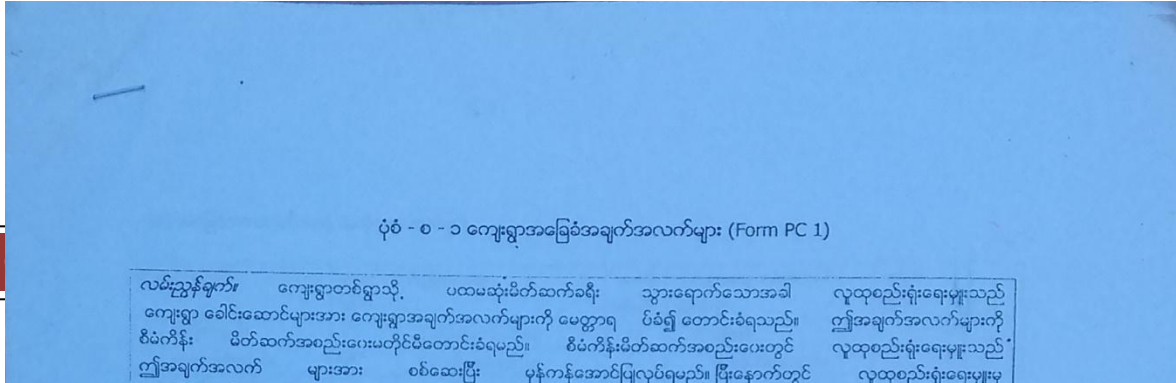 ပုံစံ - စ - ၁ ကျေးရွာအခြေခံအချက်အလက်များ (Form PC 1)
လမ်းညွှန်ချက်။ ကျေးရွာတစ်ရွာသို့ ပထမဆုံးမိတ်ဆက်ခရီး သွားရောက်သောအခါ လူထုစည်းရုံးရေးမှူးသည်
ကျေးရွာ ခေါင်းဆောင်များအား ကျေးရွာအချက်အလက်များကို မေတ္တာရ ပ်ခံ၍ တောင်းခံရသည်။ ဤအချက်အလက်များကို
စီမံကိန်း မိတ်ဆက်အစည်းဝေးမတိုင်မီတောင်းခံရမည်။ စီမံကိန်းမိတ်ဆက်အစည်းဝေးတွင် လူထုစည်းရုံးရေးမှူးသည်
ဤအချက်အလက် များအား စစ်ဆေးပြီး မှန်ကန်အောင်ပြုလုပ်ရမည်။ ပြီးနောက်တွင် လူထုစည်းရုံးရေးမှူးမှ